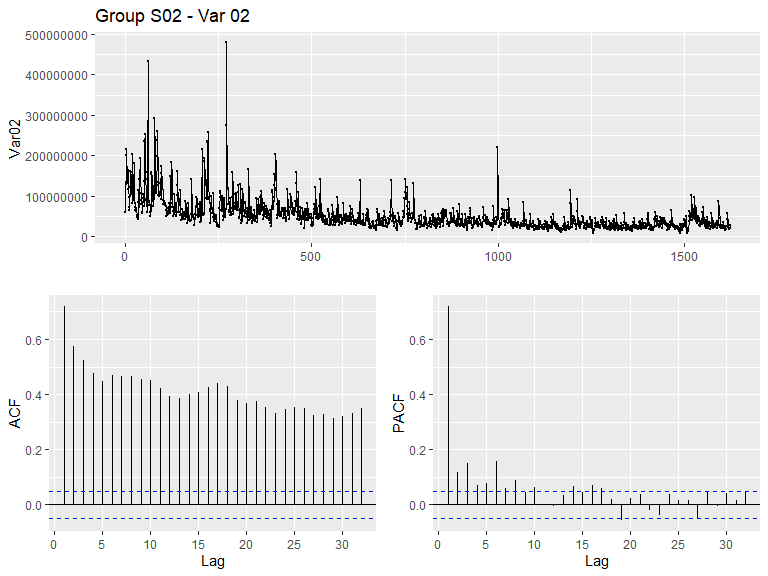 Group S02 - Var 02
500000000
400000000
300000000
200000000
100000000
0
Var02
0 500 1000 1500
0.6
0.4
0.2
0.0
ACF
0 5 10 15 20 25 30
Lag
0.6
0.4
0.2
0.0
PACF
0 5 10 15 20 25 30
Lag